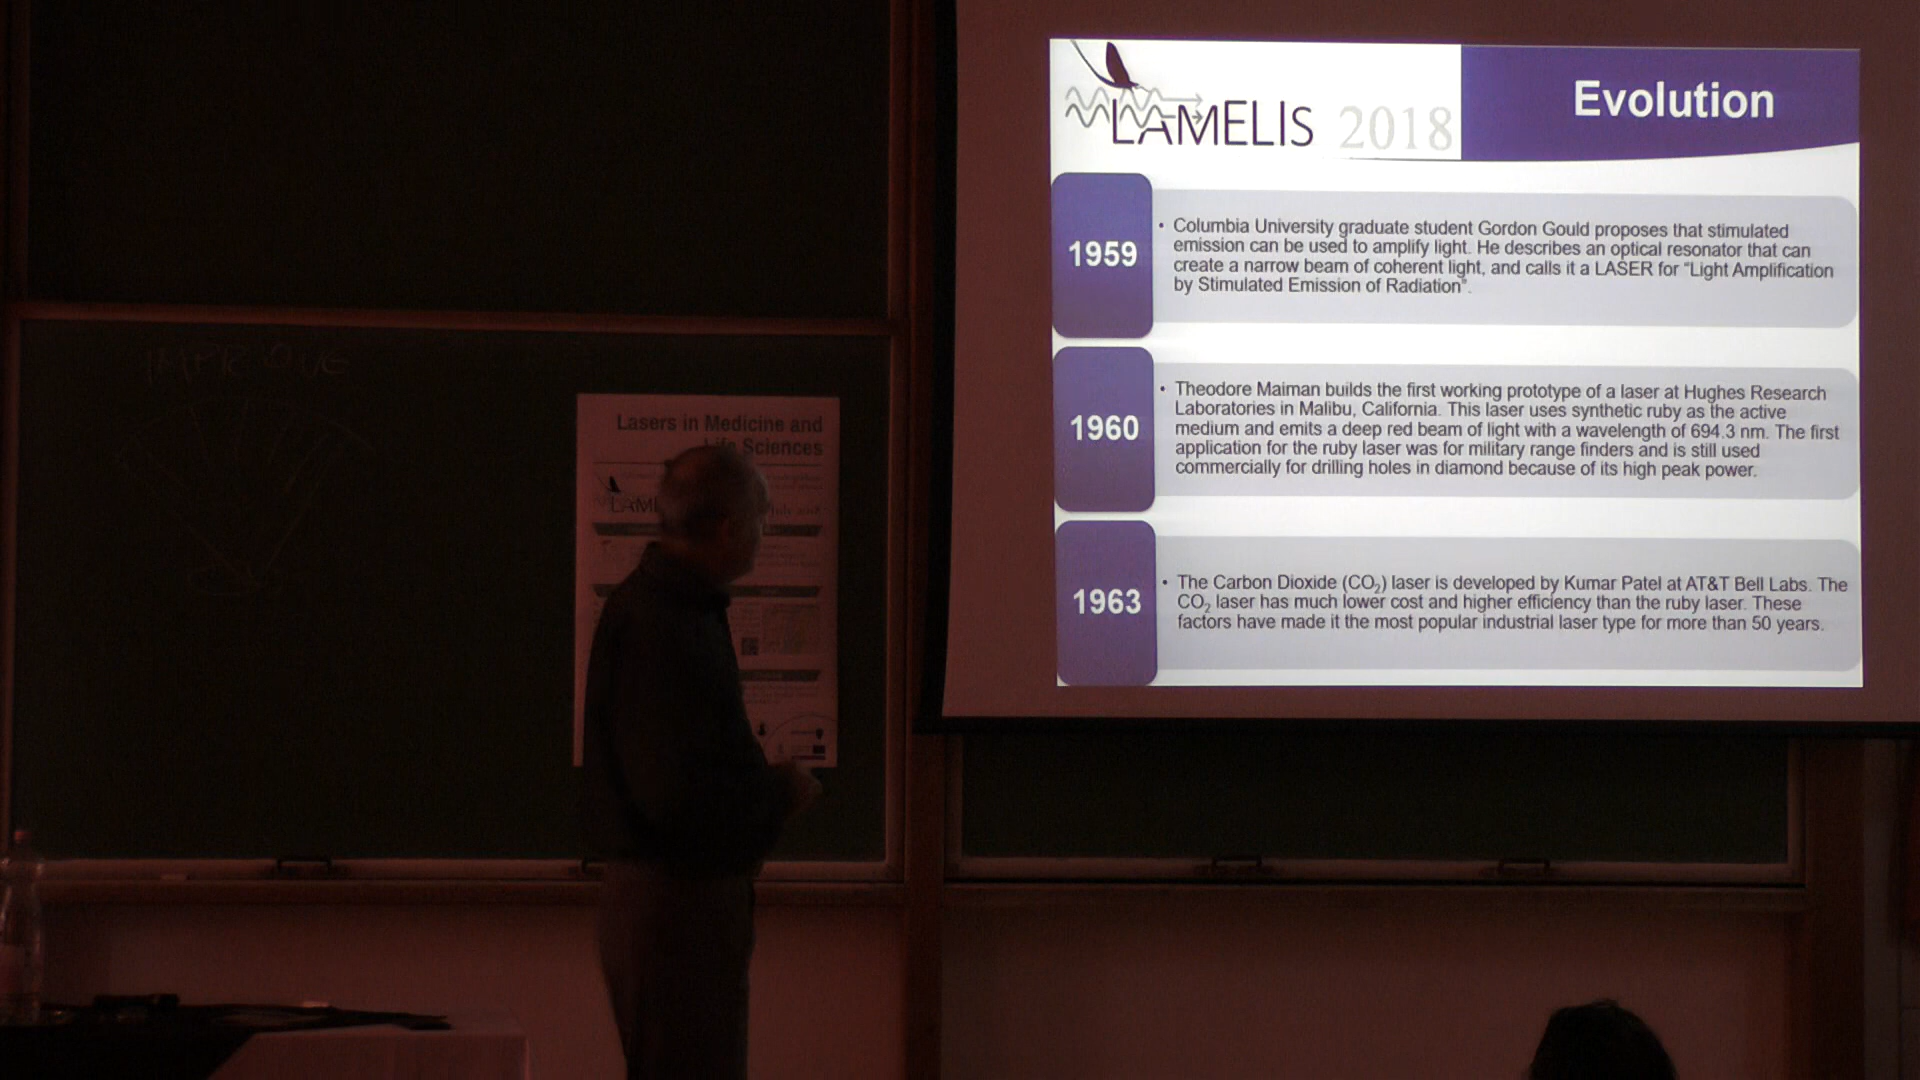 LAMELIS 2018
Evolution
1959
• Columbia University graduate student Gordon Gould proposes that stimulated
emission can be used to amplify light. He describes an optical resonator that can
create a narrow beam of coherent light, and calls it a LASER for “Light Amplification
by Stimulated Emission of Radiation”.
1960
• Theodore Maiman builds the first working prototype of a laser at Hughes Research
Laboratories in Malibu, California. This laser uses synthetic ruby as the active
medium and emits a deep red beam of light with a wavelength of 694.3 nm. The first
application for the ruby laser was for military range finders and is still used
commercially for drilling holes in diamond because of its high peak power.
1963
• The Carbon Dioxide (CO₂) laser is developed by Kumar Patel at AT&T Bell Labs. The
CO₂ laser has much lower cost and higher efficiency than the ruby laser. These
factors have made it the most popular industrial laser type for more than 50 years.
Lasers in Medicine and
Life Sciences
LAMEL